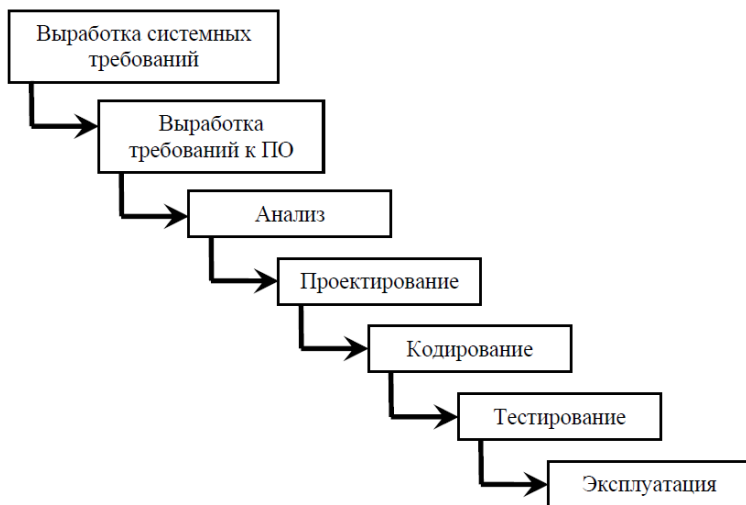 Выработка системных
требований
Выработка
требований к ПО
Анализ
Проектирование
Кодирование
Тестирование
Эксплуатация